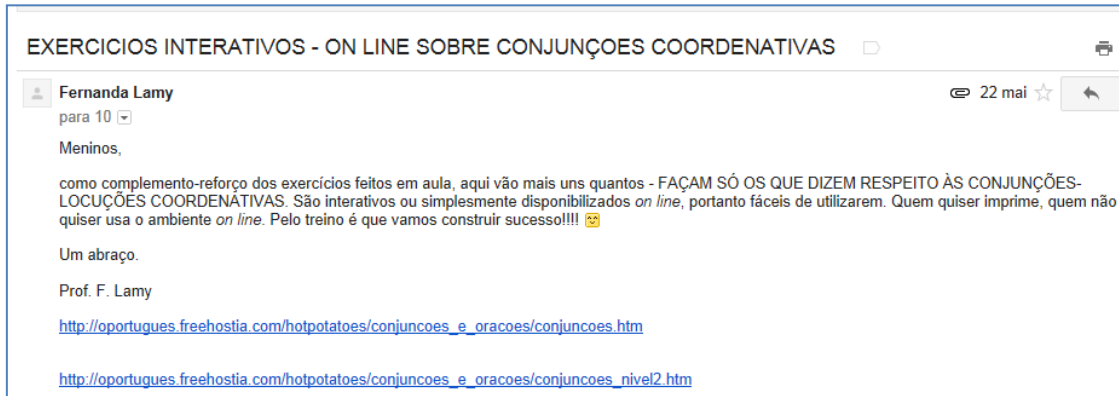 EXERCICIOS INTERATIVOS - ON LINE SOBRE CONJUNÇOES COORDENATIVAS
Fernanda Lamy
22 mai
para 10
Meninos,
como complemento-reforço dos exercícios feitos em aula, aqui vão mais uns quantos - FAÇAM SÓ OS QUE DIZEM RESPEITO ÀS CONJUNÇÕES-
LOCUÇÕES COORDENATIVAS. São interativos ou simplesmente disponibilizados on line, portanto fáceis de utilizarem. Quem quiser imprime, quem não
quiser usa o ambiente on line. Pelo treino é que vamos construir sucesso!!!!
Um abraço.
Prof. F. Lamy
http://oportugues.freehostia.com/hotpotatoes/conjuncoes_e_oracoes/conjuncoes.htm
http://oportugues.freehostia.com/hotpotatoes/conjuncoes_e_oracoes/conjuncoes_nivel2.htm